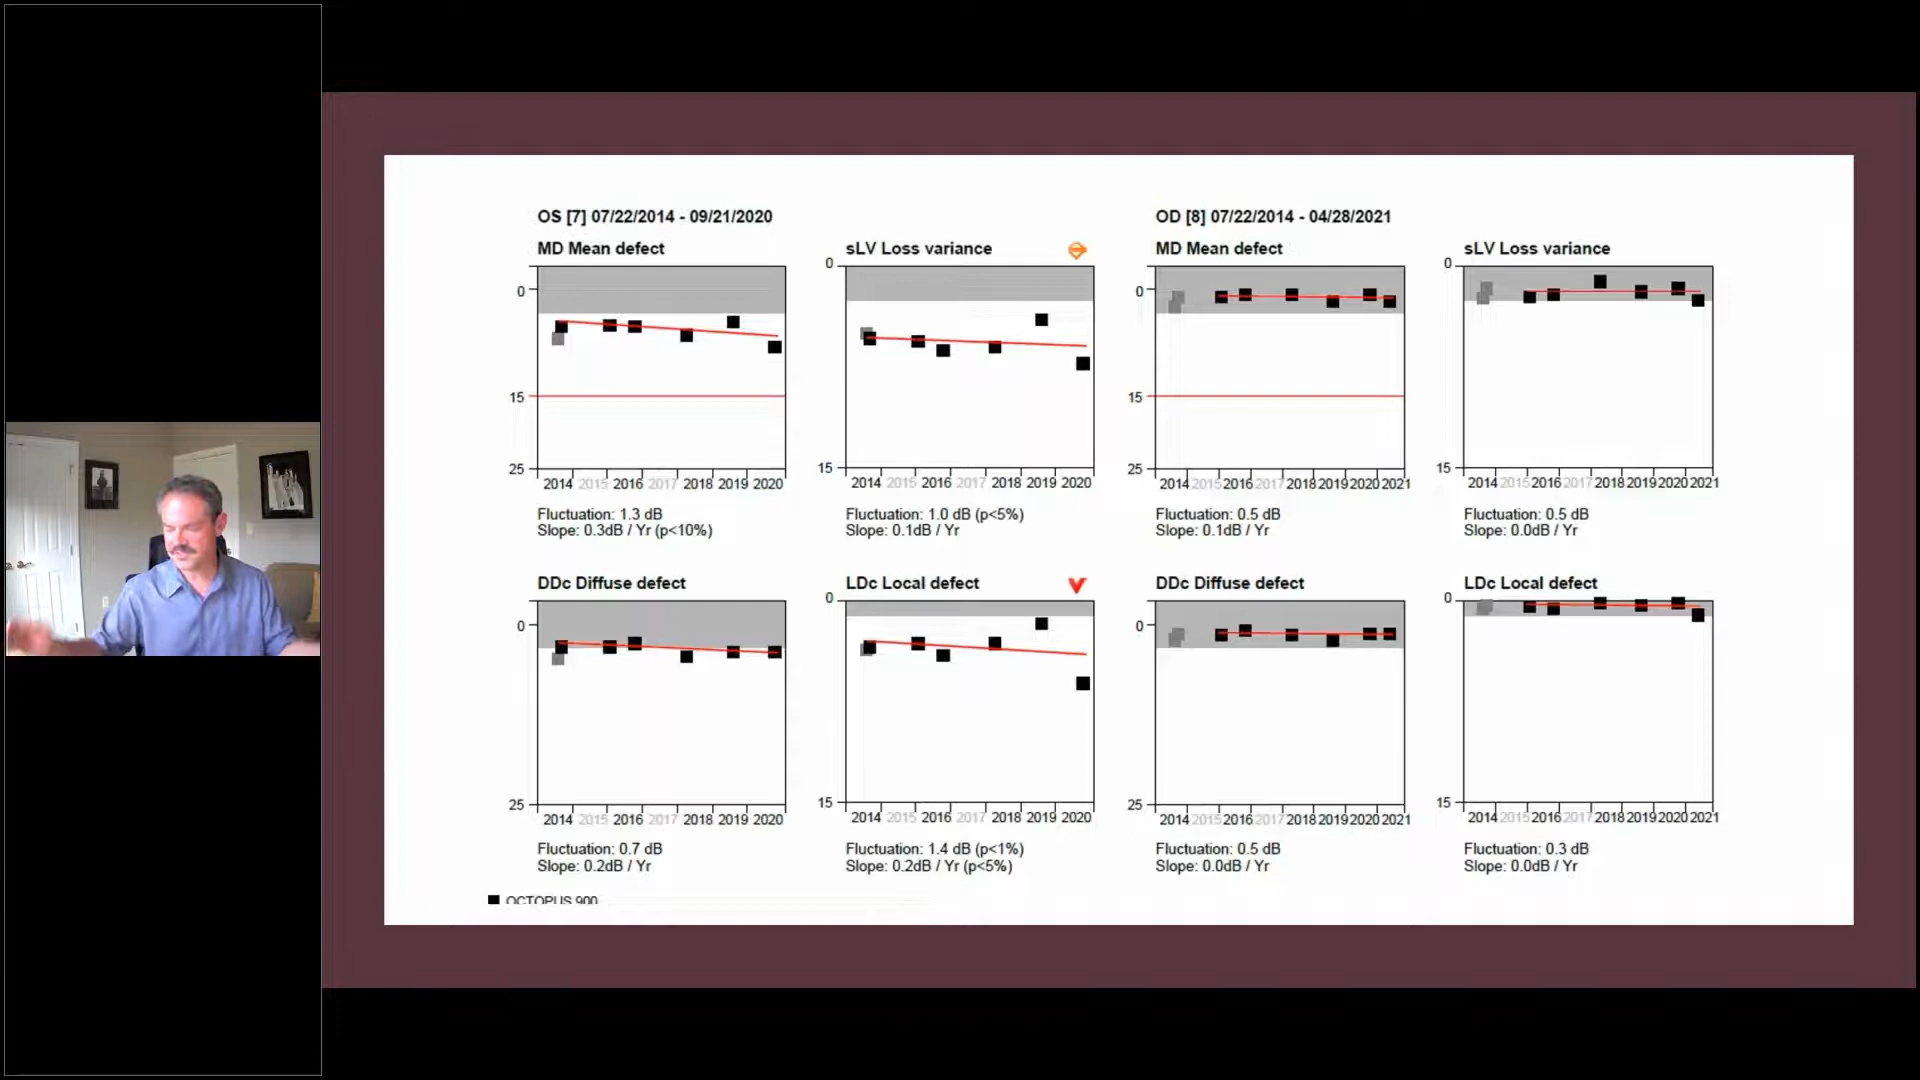 OS [7] 07/22/2014 - 09/21/2020
MD Mean defect
0
15
25
2014 2015 2016 2017 2018 2019 2020
Fluctuation: 1.3 dB
Slope: 0.3dB / Yr (p<10%)
sLV Loss variance
0
15
2014 2015 2016 2017 2018 2019 2020
Fluctuation: 1.0 dB (p<5%)
Slope: 0.1dB / Yr
OD [8] 07/22/2014 - 04/28/2021
MD Mean defect
0
15
25
2014 2015 2016 2017 2018 2019 2020 2021
Fluctuation: 0.5 dB
Slope: 0.1dB / Yr
sLV Loss variance
0
15
2014 2015 2016 2017 2018 2019 2020 2021
Fluctuation: 0.5 dB
Slope: 0.0dB / Yr
DDc Diffuse defect
0
25
2014 2015 2016 2017 2018 2019 2020
Fluctuation: 0.7 dB
Slope: 0.2dB / Yr
LDc Local defect
0
15
2014 2015 2016 2017 2018 2019 2020
Fluctuation: 1.4 dB (p<1%)
Slope: 0.2dB / Yr (p<5%)
DDc Diffuse defect
0
25
2014 2015 2016 2017 2018 2019 2020 2021
Fluctuation: 0.5 dB
Slope: 0.0dB / Yr
LDc Local defect
0
15
2014 2015 2016 2017 2018 2019 2020 2021
Fluctuation: 0.3 dB
Slope: 0.0dB / Yr
OCTOPUS 900